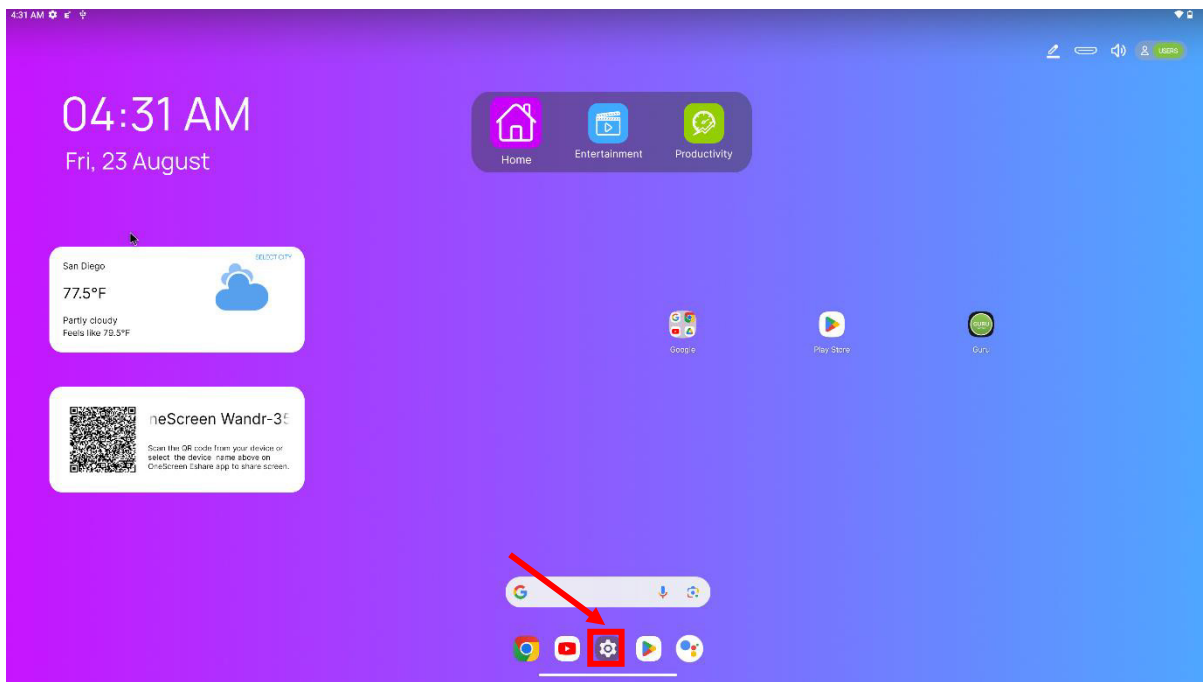 4:31 AM
USERS
04:31 AM
Fri, 23 August
Home
Entertainment
Productivity
SELECT CITY
San Diego
77.5°F
Partly cloudy
Feels like 79.5°F
Google
Play Store
GURU
Guru
neScreen Wandr-35
Scan the QR code from your device or
select the device name above on
OneScreen Eshare app to share screen.